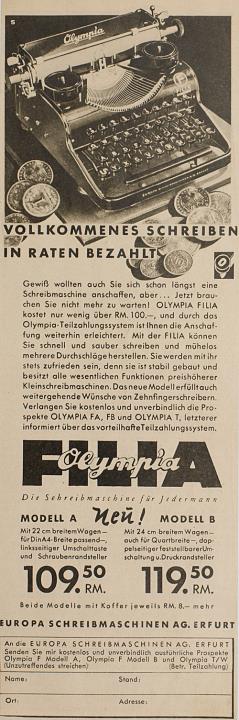 S
Olympia
VOLLKOMMENES SCHREIBEN
IN RATEN BEZAHLT
Gewiß wollten auch Sie sich schon längst eine
Schreibmaschine anschaffen, aber... Jetzt brau-
chen Sie nicht mehr zu warten! OLYMPIA FILIA
kostet nur wenig über RM. 100.–, und durch das
Olympia-Teilzahlungssystem ist Ihnen die Anschaf-
fung weiterhin erleichtert. Mit der FILIA können
Sie schnell und sauber schreiben und mühelos
mehrere Durchschläge herstellen. Sie werden mit ihr
stets zufrieden sein, denn sie ist stabil gebaut und
besitzt alle wesentlichen Funktionen preishöherer
Kleinschreibmaschinen. Das neue Modell erfüllt auch
weitergehende Wünsche von Zehnfingerschreibern.
Verlangen Sie kostenlos und unverbindlich die Pro-
spekte OLYMPIA FA, FB und OLYMPIA T, letzterer
informiert über das vorteilhafte Teilzahlungssystem.
FILIA
Olympia
Die Schreibmaschine für Jedermann
MODELL A Neu! MODELL B
Mit 22 cm breitem Wagen –
für Din A4-Breite passend –,
linksseitiger Umschalttaste
und Schraubenrandsteller
109.50 RM.
Mit 24 cm breitem Wagen –
auch für Quartbreite –, dop-
pelseitiger feststellbarer Um-
schaltung u. Druckrandsteller
119.50 RM.
Beide Modelle mit Koffer jeweils RM. 8.– mehr
EUROPA SCHREIBMASCHINEN AG. ERFURT
An die EUROPA SCHREIBMASCHINEN AG. ERFURT
Senden Sie mir kostenlos und unverbindlich ausführliche Prospekte
Olympia F Modell A, Olympia F Modell B und Olympia T/W
(Unzutreffendes streichen) (Betr. Teilzahlung)
Name: Stand:
Ort: Adresse: